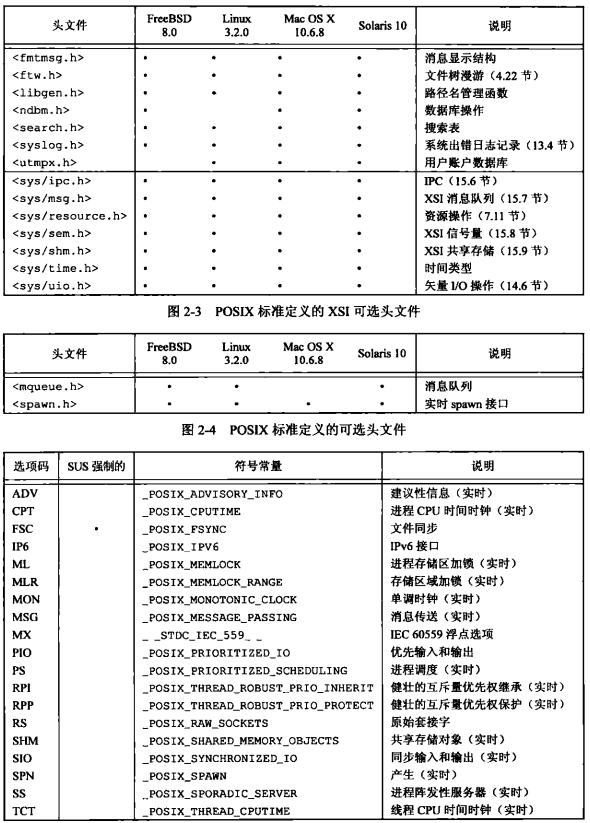 头文件 FreeBSD 8.0 Linux 3.2.0 Mac OS X 10.6.8 Solaris 10 说明
<fmtmsg.h> • • • • 消息显示结构
<ftw.h> • • • • 文件树漫游（4.22 节）
<libgen.h> • • • • 路径名管理函数
<ndbm.h> • • • 数据库操作
<search.h> • • • • 搜索表
<syslog.h> • • • • 系统出错日志记录（13.4 节）
<utmpx.h> • • • 用户账户数据库
<sys/ipc.h> • • • • IPC（15.6 节）
<sys/msg.h> • • • • XSI 消息队列（15.7 节）
<sys/resource.h> • • • • 资源操作（7.11 节）
<sys/sem.h> • • • • XSI 信号量（15.8 节）
<sys/shm.h> • • • • XSI 共享存储（15.9 节）
<sys/time.h> • • • • 时间类型
<sys/uio.h> • • • • 矢量 I/O 操作（14.6 节）
图 2-3 POSIX 标准定义的 XSI 可选头文件
头文件 FreeBSD 8.0 Linux 3.2.0 Mac OS X 10.6.8 Solaris 10 说明
<mqueue.h> • • • 消息队列
<spawn.h> • • • • 实时 spawn 接口
图 2-4 POSIX 标准定义的可选头文件
选项码 SUS 强制的 符号常量 说明
ADV _POSIX_ADVISORY_INFO 建议性信息（实时）
CPT _POSIX_CPUTIME 进程 CPU 时间时钟（实时）
FSC • _POSIX_FSYNC 文件同步
IP6 _POSIX_IPV6 IPv6 接口
ML _POSIX_MEMLOCK 进程存储区加锁（实时）
MLR _POSIX_MEMLOCK_RANGE 存储区域加锁（实时）
MON _POSIX_MONOTONIC_CLOCK 单调时钟（实时）
MSG _POSIX_MESSAGE_PASSING 消息传送（实时）
MX _ _STDC_IEC_559_ _ IEC 60559 浮点选项
PIO _POSIX_PRIORITIZED_IO 优先输入和输出
PS _POSIX_PRIORITIZED_SCHEDULING 进程调度（实时）
RPI _POSIX_THREAD_ROBUST_PRIO_INHERIT 健壮的互斥量优先权继承（实时）
RPP _POSIX_THREAD_ROBUST_PRIO_PROTECT 健壮的互斥量优先权保护（实时）
RS _POSIX_RAW_SOCKETS 原始套接字
SHM _POSIX_SHARED_MEMORY_OBJECTS 共享存储对象（实时）
SIO _POSIX_SYNCHRONIZED_IO 同步输入和输出（实时）
SPN _POSIX_SPAWN 产生（实时）
SS _POSIX_SPORADIC_SERVER 进程阵发性服务器（实时）
TCT _POSIX_THREAD_CPUTIME 线程 CPU 时间时钟（实时）